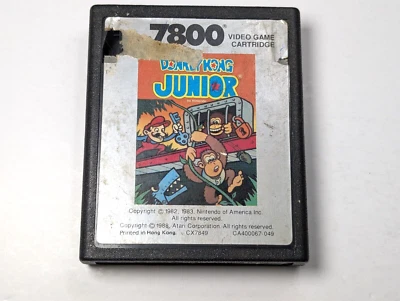 7800
VIDEO GAME
CARTRIDGE
DONKEY KONG
JUNIOR
Copyright © 1982, 1983, Nintendo of America Inc.
All rights reserved.
Copyright © 1988, Atari Corporation. All rights reserved.
Printed in Hong Kong. CX7849 CA400067-049